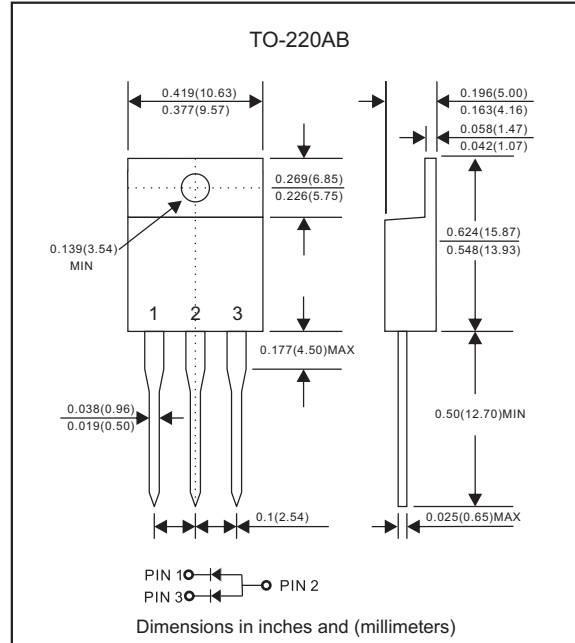 TO-220AB
0.419(10.63)
0.377(9.57)
0.196(5.00)
0.163(4.16)
0.058(1.47)
0.042(1.07)
0.269(6.85)
0.226(5.75)
0.624(15.87)
0.548(13.93)
0.139(3.54)
MIN
1 2 3
0.177(4.50)MAX
0.038(0.96)
0.019(0.50)
0.50(12.70)MIN
0.1(2.54)
0.025(0.65)MAX
PIN 1
PIN 2
PIN 3
Dimensions in inches and (millimeters)